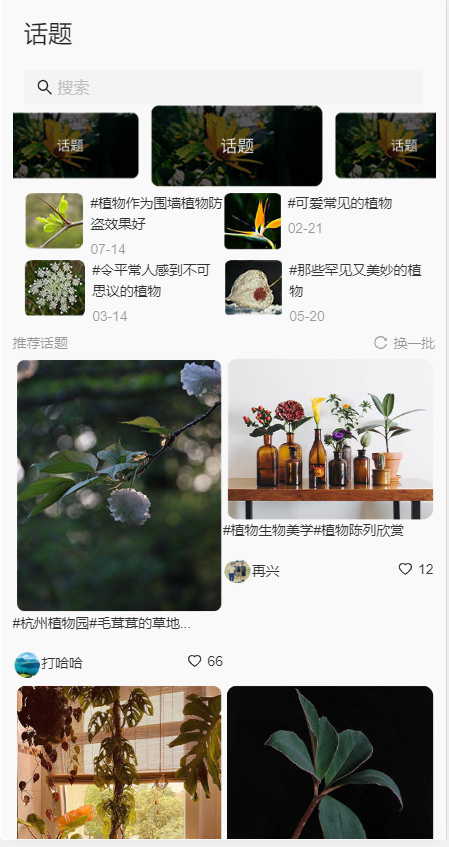 话题
搜索
话题
话题
话题
#植物作为围墙植物防
盗效果好
07-14
#可爱常见的植物
02-21
#令平常人感到不可
思议的植物
03-14
#那些罕见又美妙的植
物
05-20
推荐话题
换一批
#杭州植物园#毛茸茸的草地...
打哈哈
66
#植物生物美学#植物陈列欣赏
再兴
12